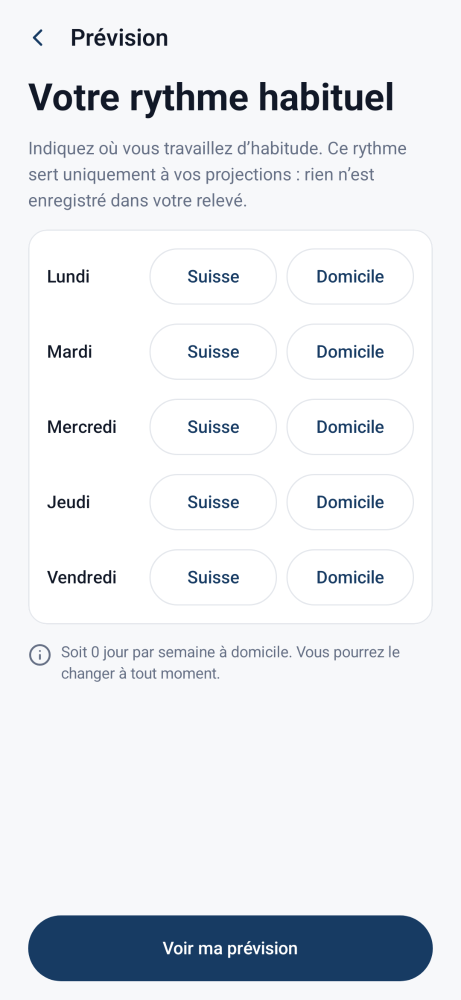 Prévision
Votre rythme habituel
Indiquez où vous travaillez d’habitude. Ce rythme
sert uniquement à vos projections : rien n’est
enregistré dans votre relevé.
Lundi Suisse Domicile
Mardi Suisse Domicile
Mercredi Suisse Domicile
Jeudi Suisse Domicile
Vendredi Suisse Domicile
Soit 0 jour par semaine à domicile. Vous pourrez le
changer à tout moment.
Voir ma prévision